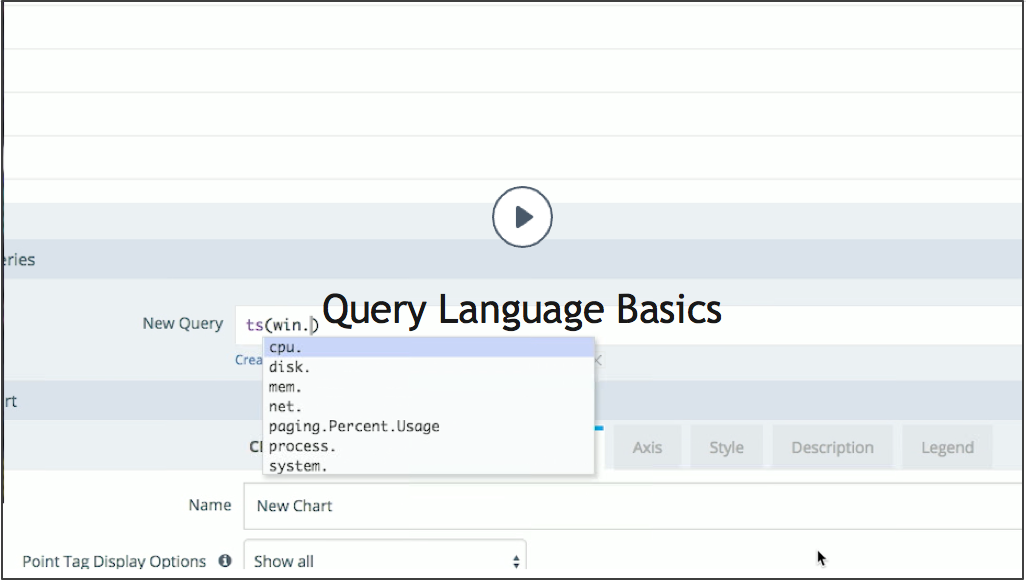 eries
Query Language Basics
New Query
ts(win.)
cpu.
Crea
disk.
mem.
net.
rt
paging.Percent.Usage
process.
system.
Axis
Style
Description
Legend
Name
New Chart
Point Tag Display Options
Show all